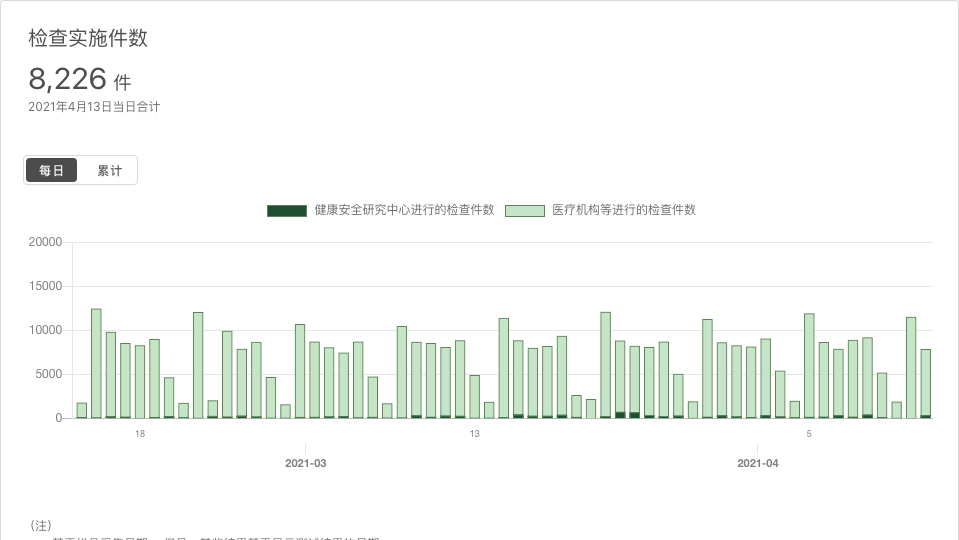 检查实施件数
8,226 件
2021年4月13日当日合计
每日 累计
健康安全研究中心进行的检查件数 医疗机构等进行的检查件数
20000
15000
10000
5000
0
18 13 5
2021-03 2021-04
(注)